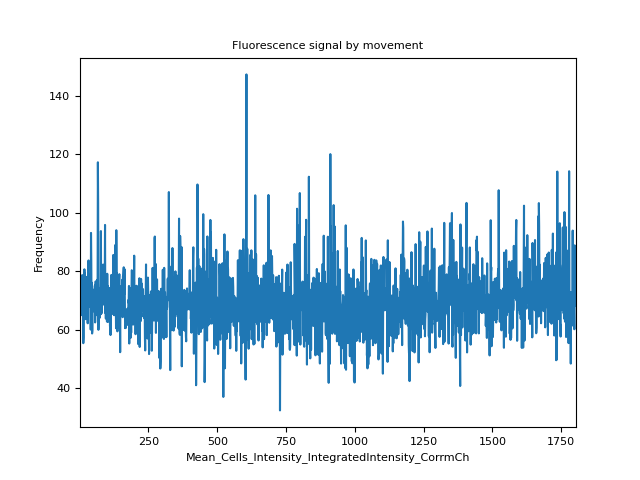 Fluorescence signal by movement
140
120
100
80
60
40
Frequency
250 500 750 1000 1250 1500 1750
Mean_Cells_Intensity_IntegratedIntensity_CorrmCh